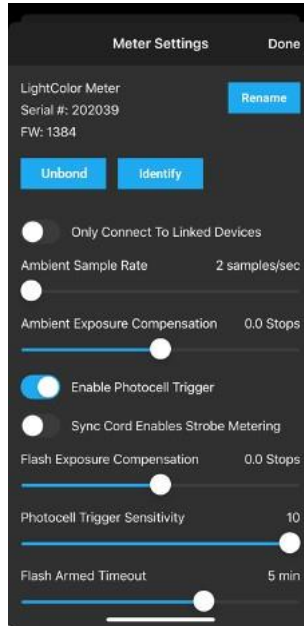 Meter Settings Done
LightColor Meter
Rename
Serial #: 202039
FW: 1384
Unbond Identify
Only Connect To Linked Devices
Ambient Sample Rate 2 samples/sec
Ambient Exposure Compensation 0.0 Stops
Enable Photocell Trigger
Sync Cord Enables Strobe Metering
Flash Exposure Compensation 0.0 Stops
Photocell Trigger Sensitivity 10
Flash Armed Timeout 5 min